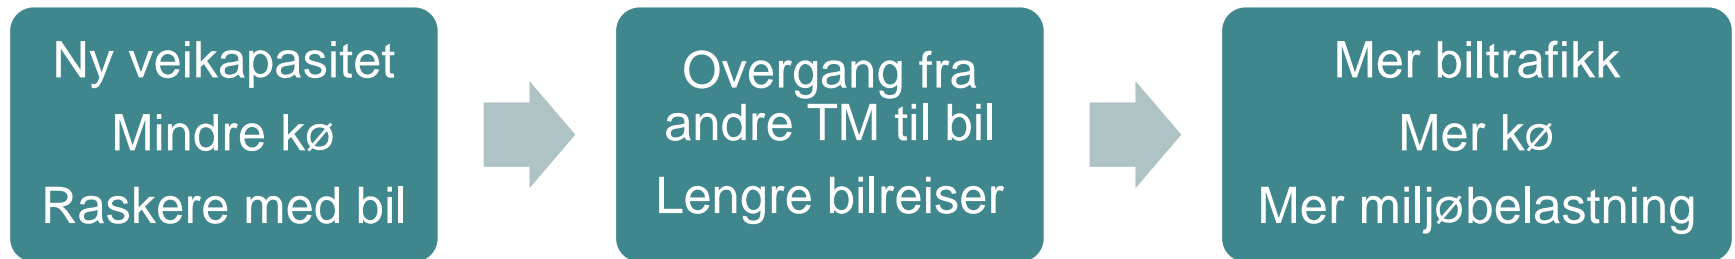 Ny veikapasitet
Mindre kø
Raskere med bil
Overgang fra
andre TM til bil
Lengre bilreiser
Mer biltrafikk
Mer kø
Mer miljøbelastning